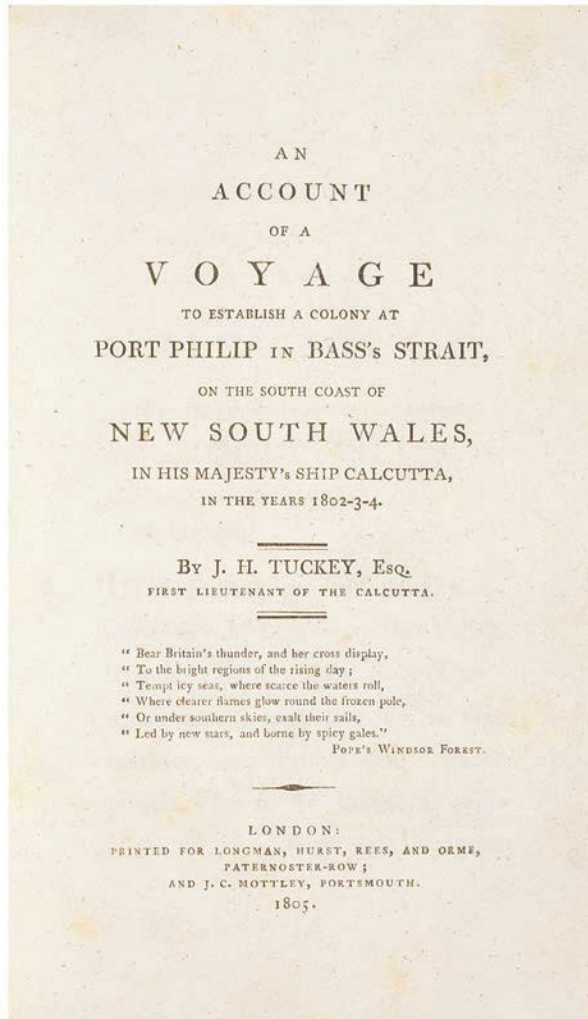 AN
ACCOUNT
OF A
VOYAGE
TO ESTABLISH A COLONY AT
PORT PHILIP IN BASS's STRAIT,
ON THE SOUTH COAST OF
NEW SOUTH WALES,
IN HIS MAJESTY's SHIP CALCUTTA,
IN THE YEARS 1802-3-4.
BY J. H. TUCKEY, ESQ.
FIRST LIEUTENANT OF THE CALCUTTA.
“ Bear Britain's thunder, and her cross display,
“ To the bright regions of the rising day ;
“ Tempt icy seas, where scarce the waters roll,
“ Where clearer flames glow round the frozen pole,
“ Or under southern skies, exalt their sails,
“ Led by new stars, and borne by spicy gales.”
POPE'S WINDSOR FOREST.
LONDON:
PRINTED FOR LONGMAN, HURST, REES, AND ORME,
PATERNOSTER-ROW ;
AND J. C. MOTTLEY, PORTSMOUTH.
1805.